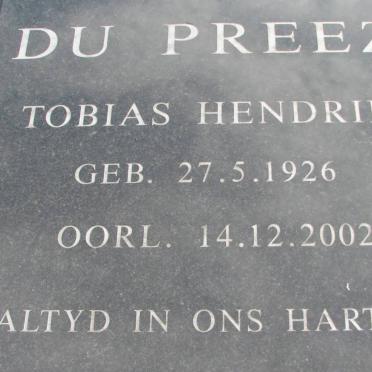 DU PREEZ
TOBIAS HENDRI
GEB. 27.5.1926
OORL. 14.12.2002
ALTYD IN ONS HART